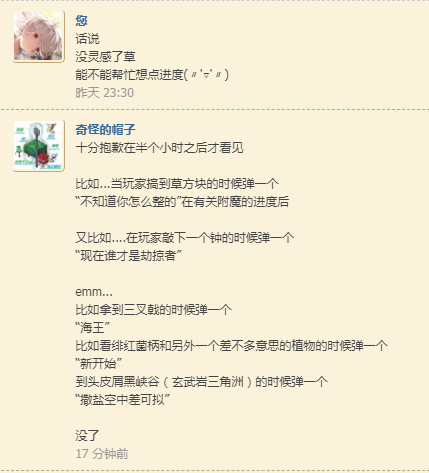 您
话说
没灵感了草
能不能帮忙想点进度(〃'▽'〃)
昨天 23:30
奇怪的帽子
十分抱歉在半个小时之后才看见
比如...当玩家搞到草方块的时候弹一个
“不知道你怎么整的”在有关附魔的进度后
又比如....在玩家敲下一个钟的时候弹一个
“现在谁才是劫掠者”
emm...
比如拿到三叉戟的时候弹一个
“海王”
比如看绯红菌柄和另外一个差不多意思的植物的时候弹一个
“新开始”
到头皮屑黑峡谷（玄武岩三角洲）的时候弹一个
“撒盐空中差可拟”
没了
17 分钟前